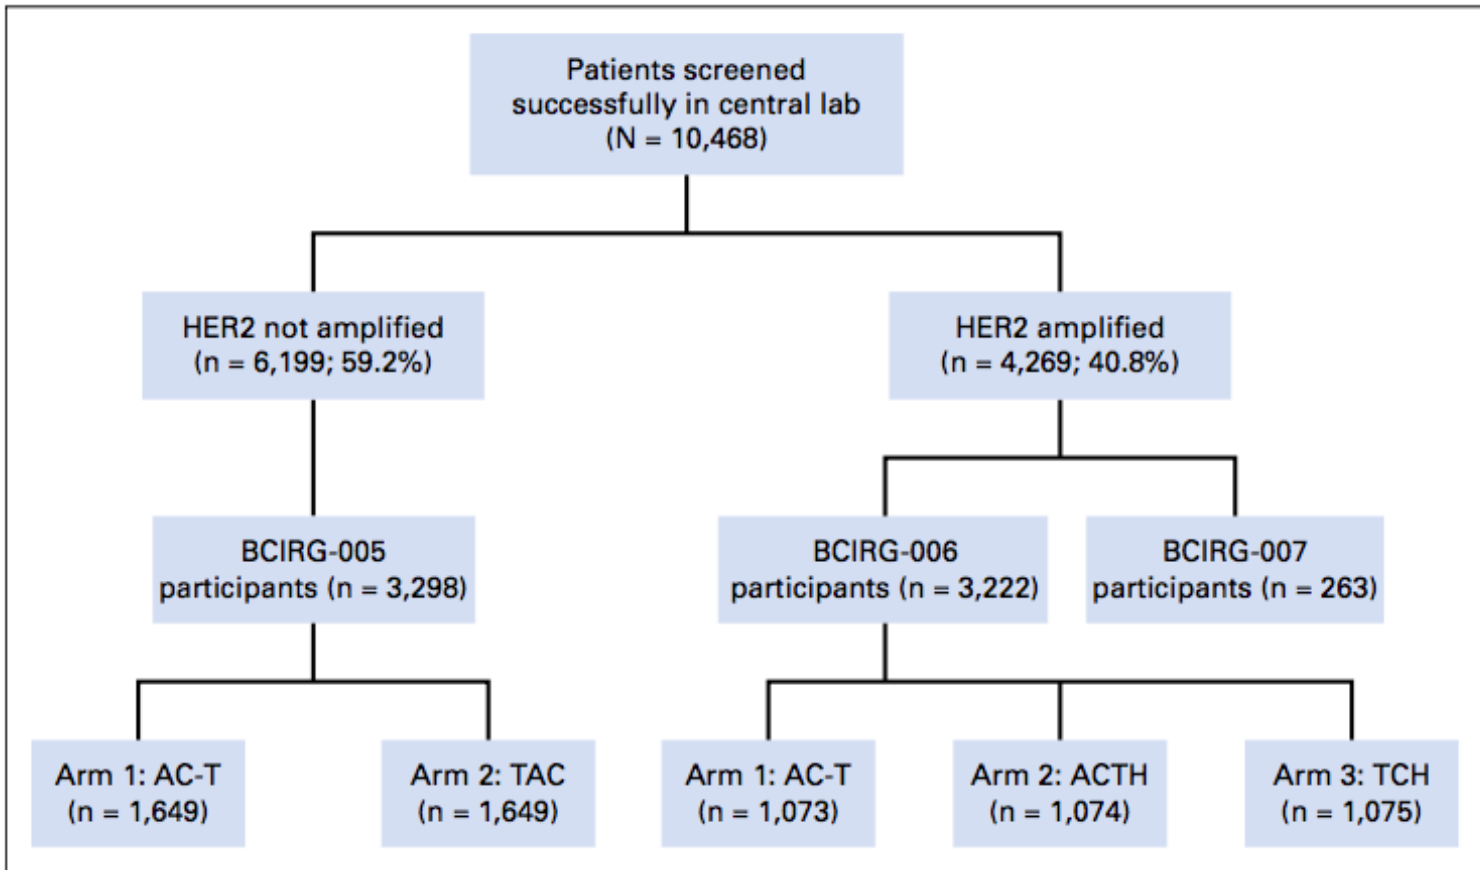 Patients screened
successfully in central lab
(N = 10,468)
HER2 not amplified
(n = 6,199; 59.2%)
HER2 amplified
(n = 4,269; 40.8%)
BCIRG-005
participants (n = 3,298)
BCIRG-006
participants (n = 3,222)
BCIRG-007
participants (n = 263)
Arm 1: AC-T
(n = 1,649)
Arm 2: TAC
(n = 1,649)
Arm 1: AC-T
(n = 1,073)
Arm 2: ACTH
(n = 1,074)
Arm 3: TCH
(n = 1,075)